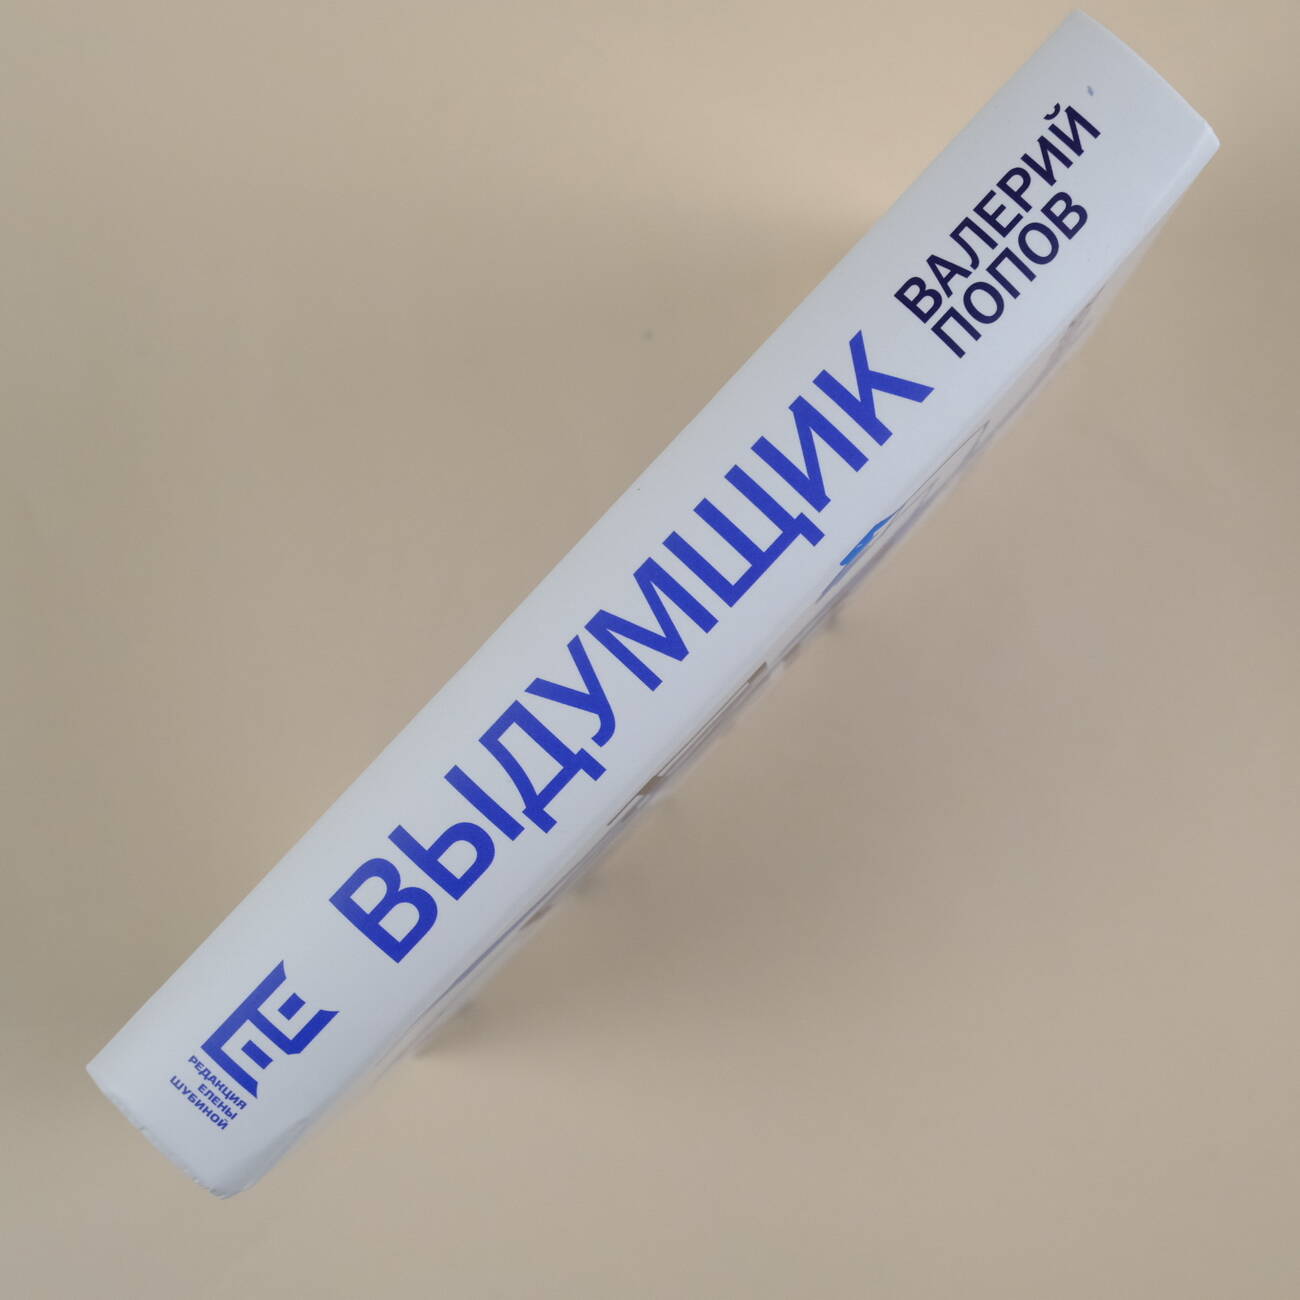 ВАЛЕРИЙ
ПОПОВ
ВЫДУМЩИК
РЕДАКЦИЯ
ЕЛЕНЫ
ШУБИНОЙ